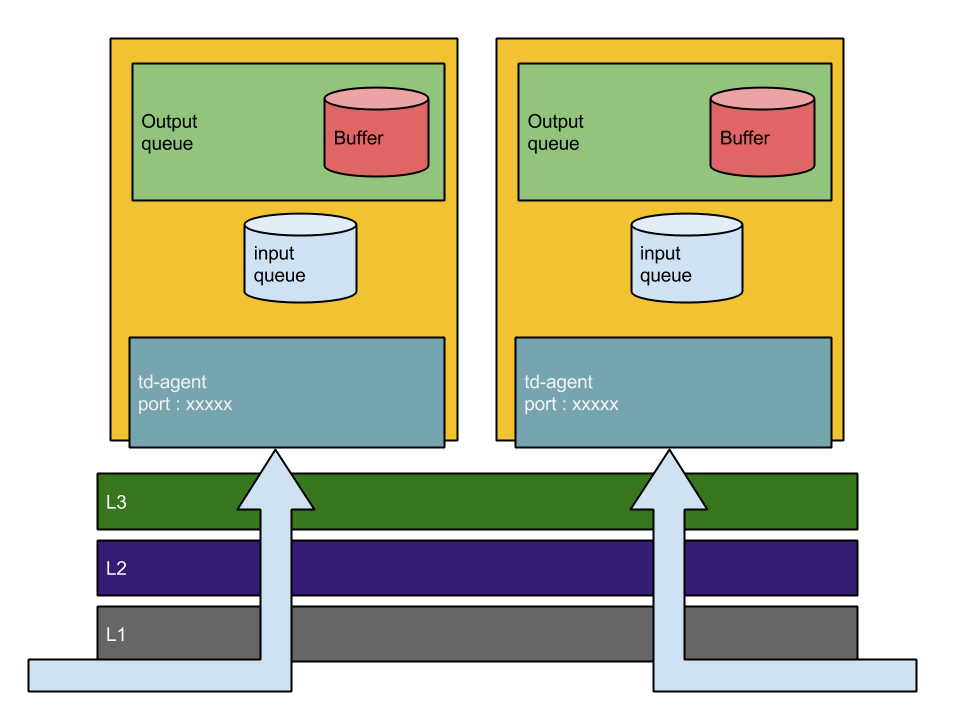 Output
queue
Buffer
input
queue
td-agent
port : xxxxx
Output
queue
Buffer
input
queue
td-agent
port : xxxxx
L3
L2
L1